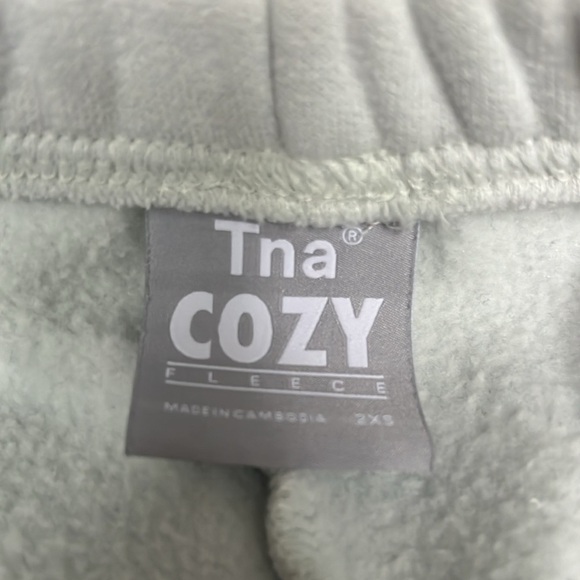 Tna®
COZY
FLEECE
MADE IN CAMBODIA 2XS